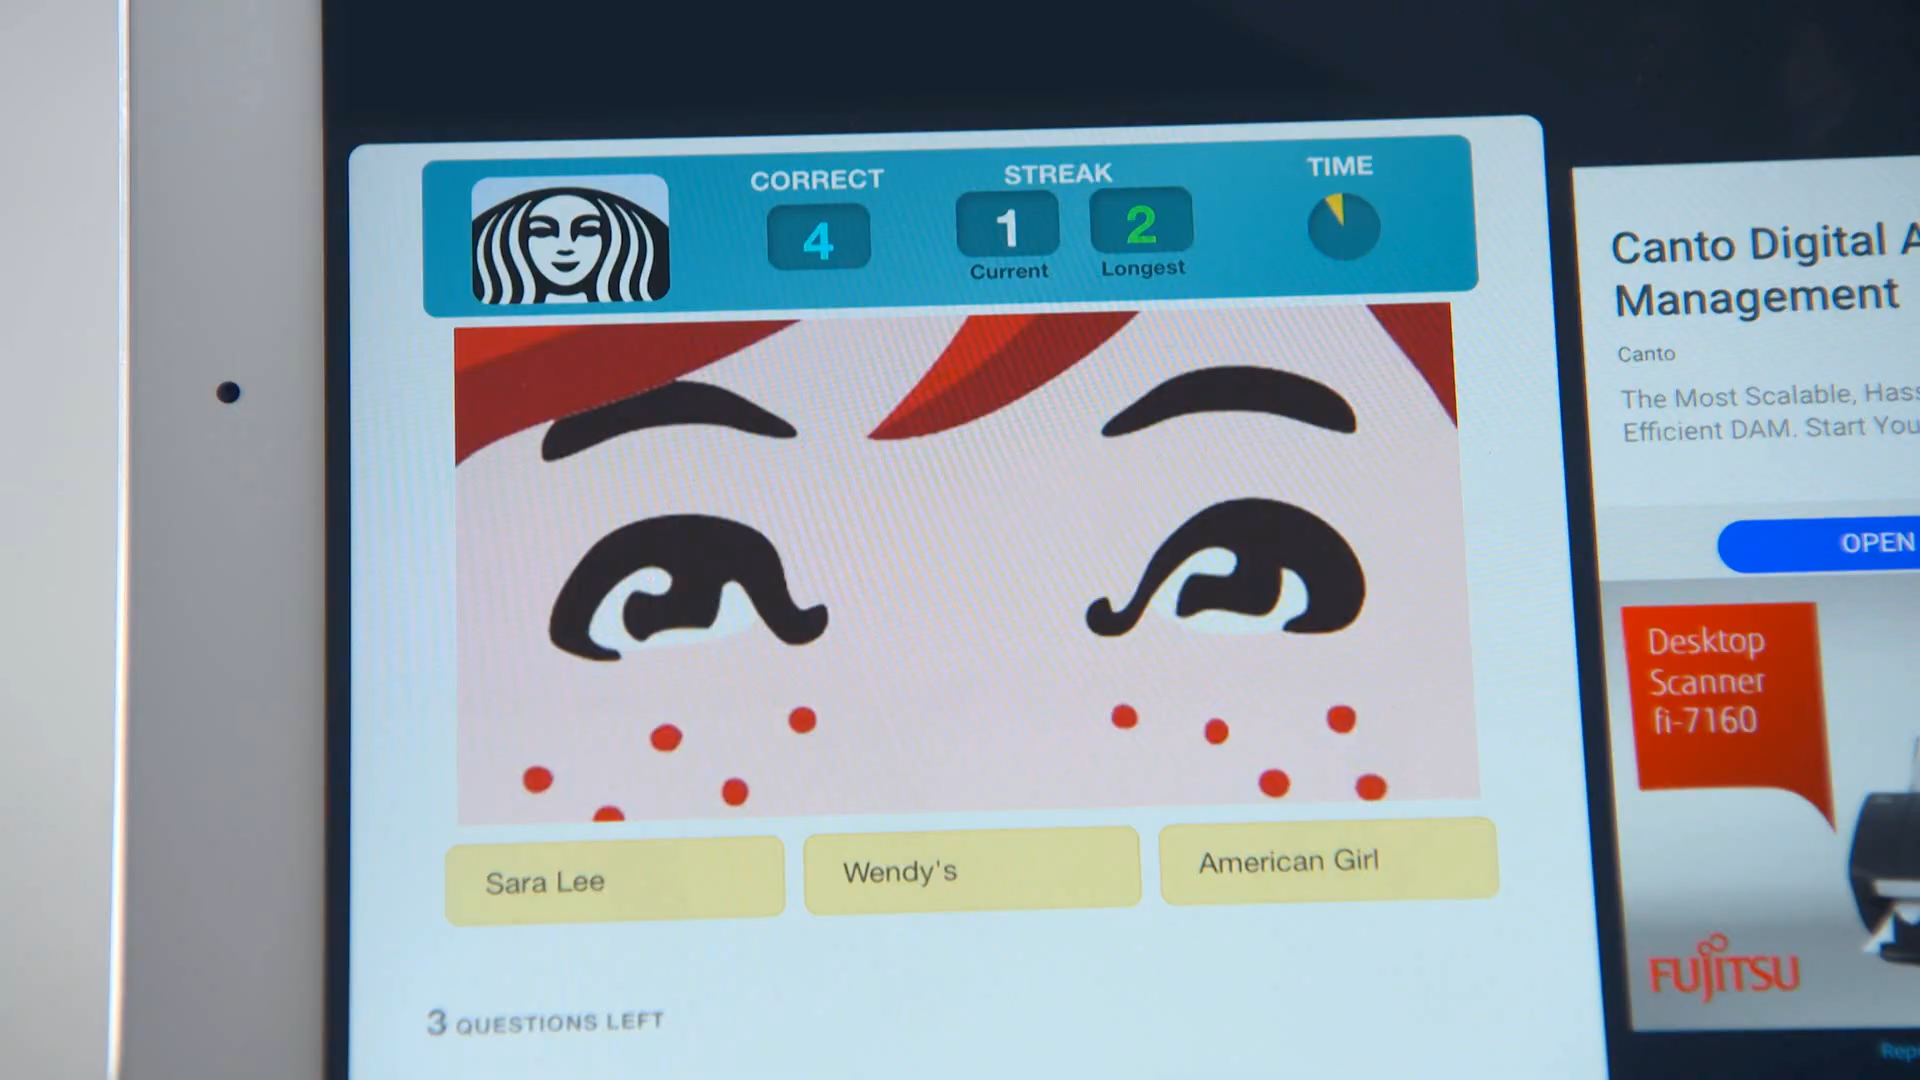 CORRECT
4
STREAK
1
2
Current
Longest
TIME
Sara Lee
Wendy's
American Girl
3 QUESTIONS LEFT
Canto Digital A
Management
Canto
The Most Scalable, Hass
Efficient DAM. Start You
OPEN
Desktop
Scanner
fi-7160
FUJITSU
Rep